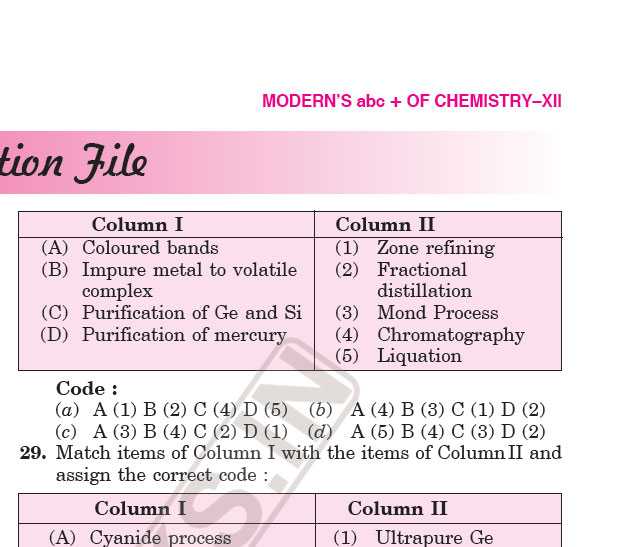 MODERN'S abc + OF CHEMISTRY–XII
tion File
Column I Column II
(A) Coloured bands (1) Zone refining
(B) Impure metal to volatile (2) Fractional
complex distillation
(C) Purification of Ge and Si (3) Mond Process
(D) Purification of mercury (4) Chromatography
(5) Liquation
Code :
(a) A (1) B (2) C (4) D (5) (b) A (4) B (3) C (1) D (2)
(c) A (3) B (4) C (2) D (1) (d) A (5) B (4) C (3) D (2)
29. Match items of Column I with the items of Column II and
assign the correct code :
Column I Column II
(A) Cyanide process (1) Ultrapure Ge
KS.IN